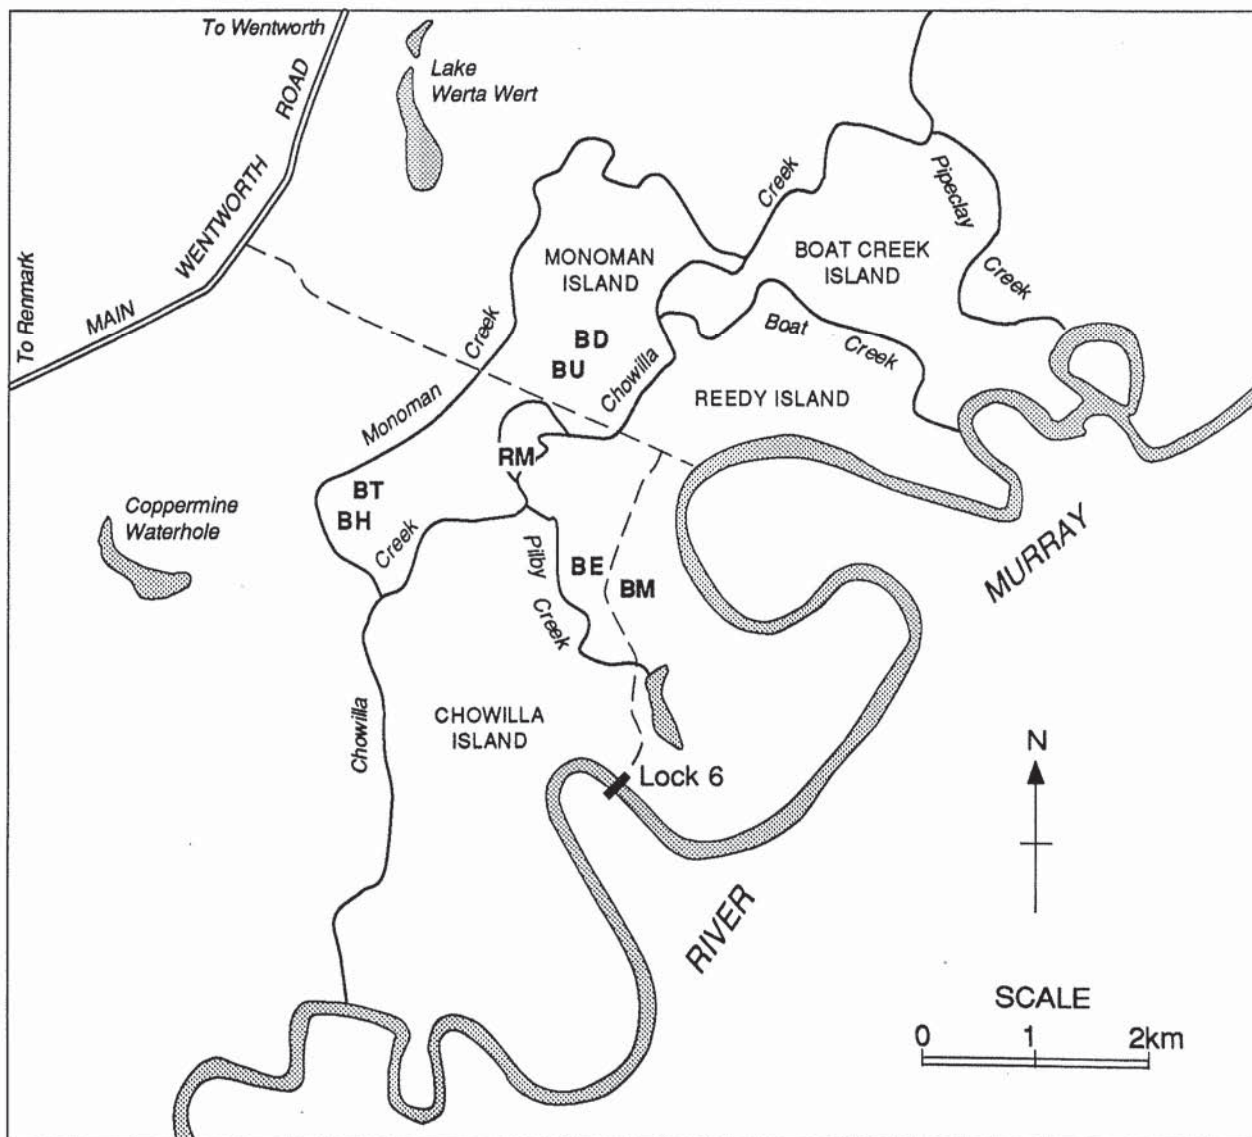 To Wentworth
Lake
Werta Wert
ROAD
WENTWORTH
MAIN
To Renmark
Creek
Pipeclay
Creek
MONOMAN
ISLAND
BOAT CREEK
ISLAND
Creek
BD
BU
Chowilla
Boat
Creek
REEDY ISLAND
Monoman
RM
BT
BH
Creek
Coppermine
Waterhole
Pilby
Creek
BE
BM
MURRAY
Chowilla
CHOWILLA
ISLAND
Lock 6
RIVER
N
SCALE
0 1 2km